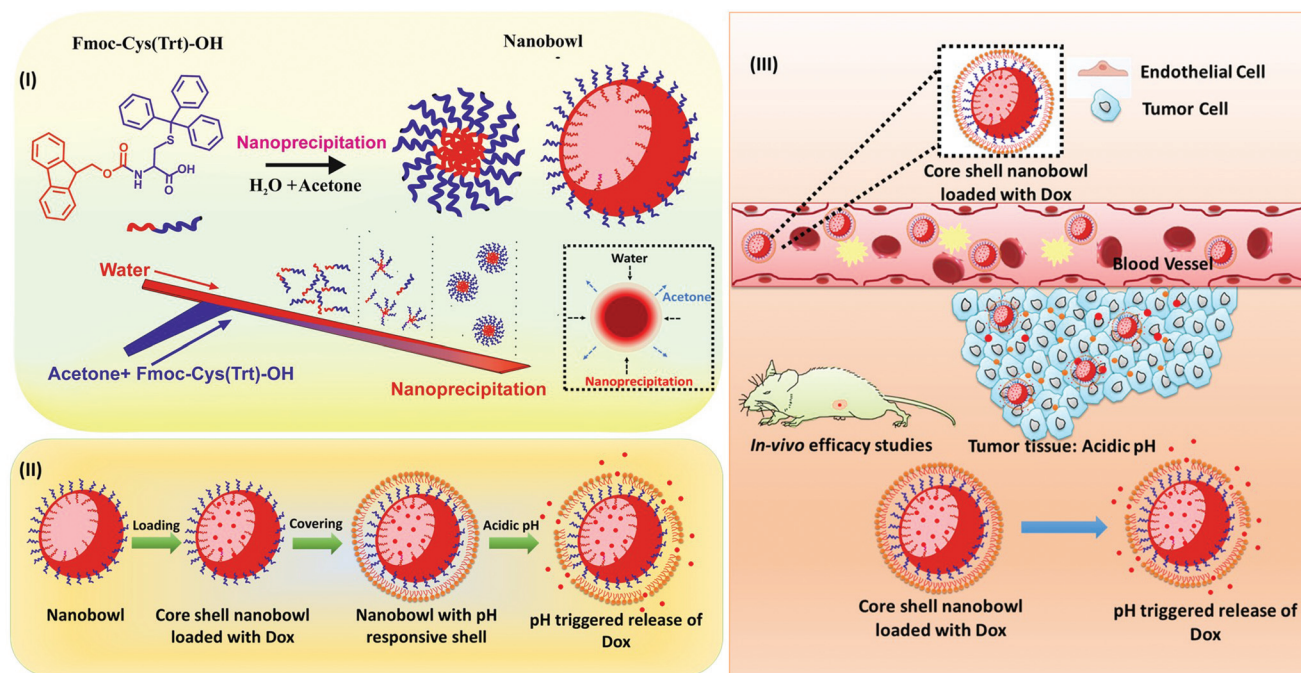 Fmoc-Cys(Trt)-OH
Nanobowl
(I)
S
O
O
N
H
O
OH
Nanoprecipitation
H₂O +Acetone
Water
Acetone+ Fmoc-Cys(Trt)-OH
Nanoprecipitation
Water
Acetone
Nanoprecipitation
(II)
Loading
Covering
Acidic pH
Nanobowl
Core shell nanobowl
loaded with Dox
Nanobowl with pH
responsive shell
pH triggered release of
Dox
(III)
Endothelial Cell
Tumor Cell
Core shell nanobowl
loaded with Dox
Blood Vessel
In-vivo efficacy studies
Tumor tissue: Acidic pH
Core shell nanobowl
loaded with Dox
pH triggered release of
Dox